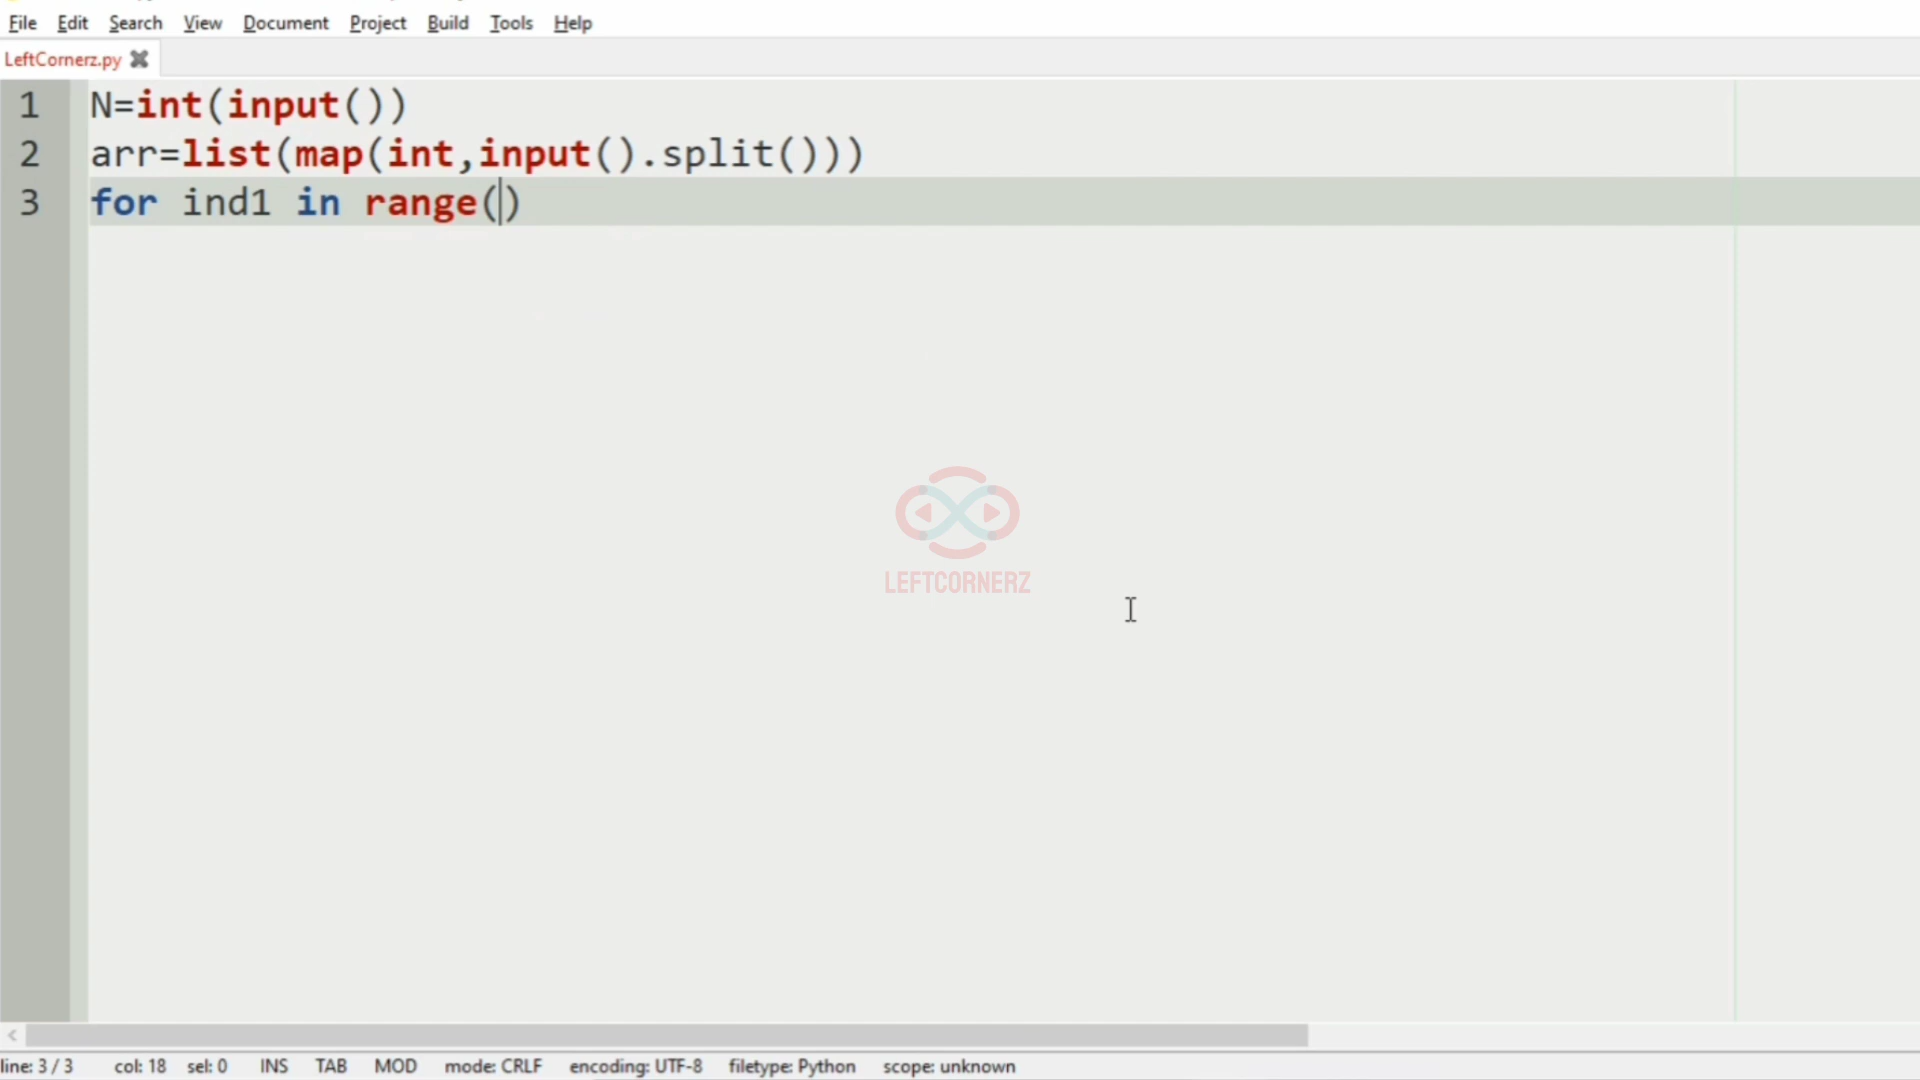 File Edit Search View Document Project Build Tools Help
LeftCornerz.py
1 N=int(input())
2 arr=list(map(int,input().split()))
3 for ind1 in range()
LEFTCORNERZ
line: 3 / 3 col: 18 sel: 0 INS TAB MOD mode: CRLF encoding: UTF-8 filetype: Python scope: unknown